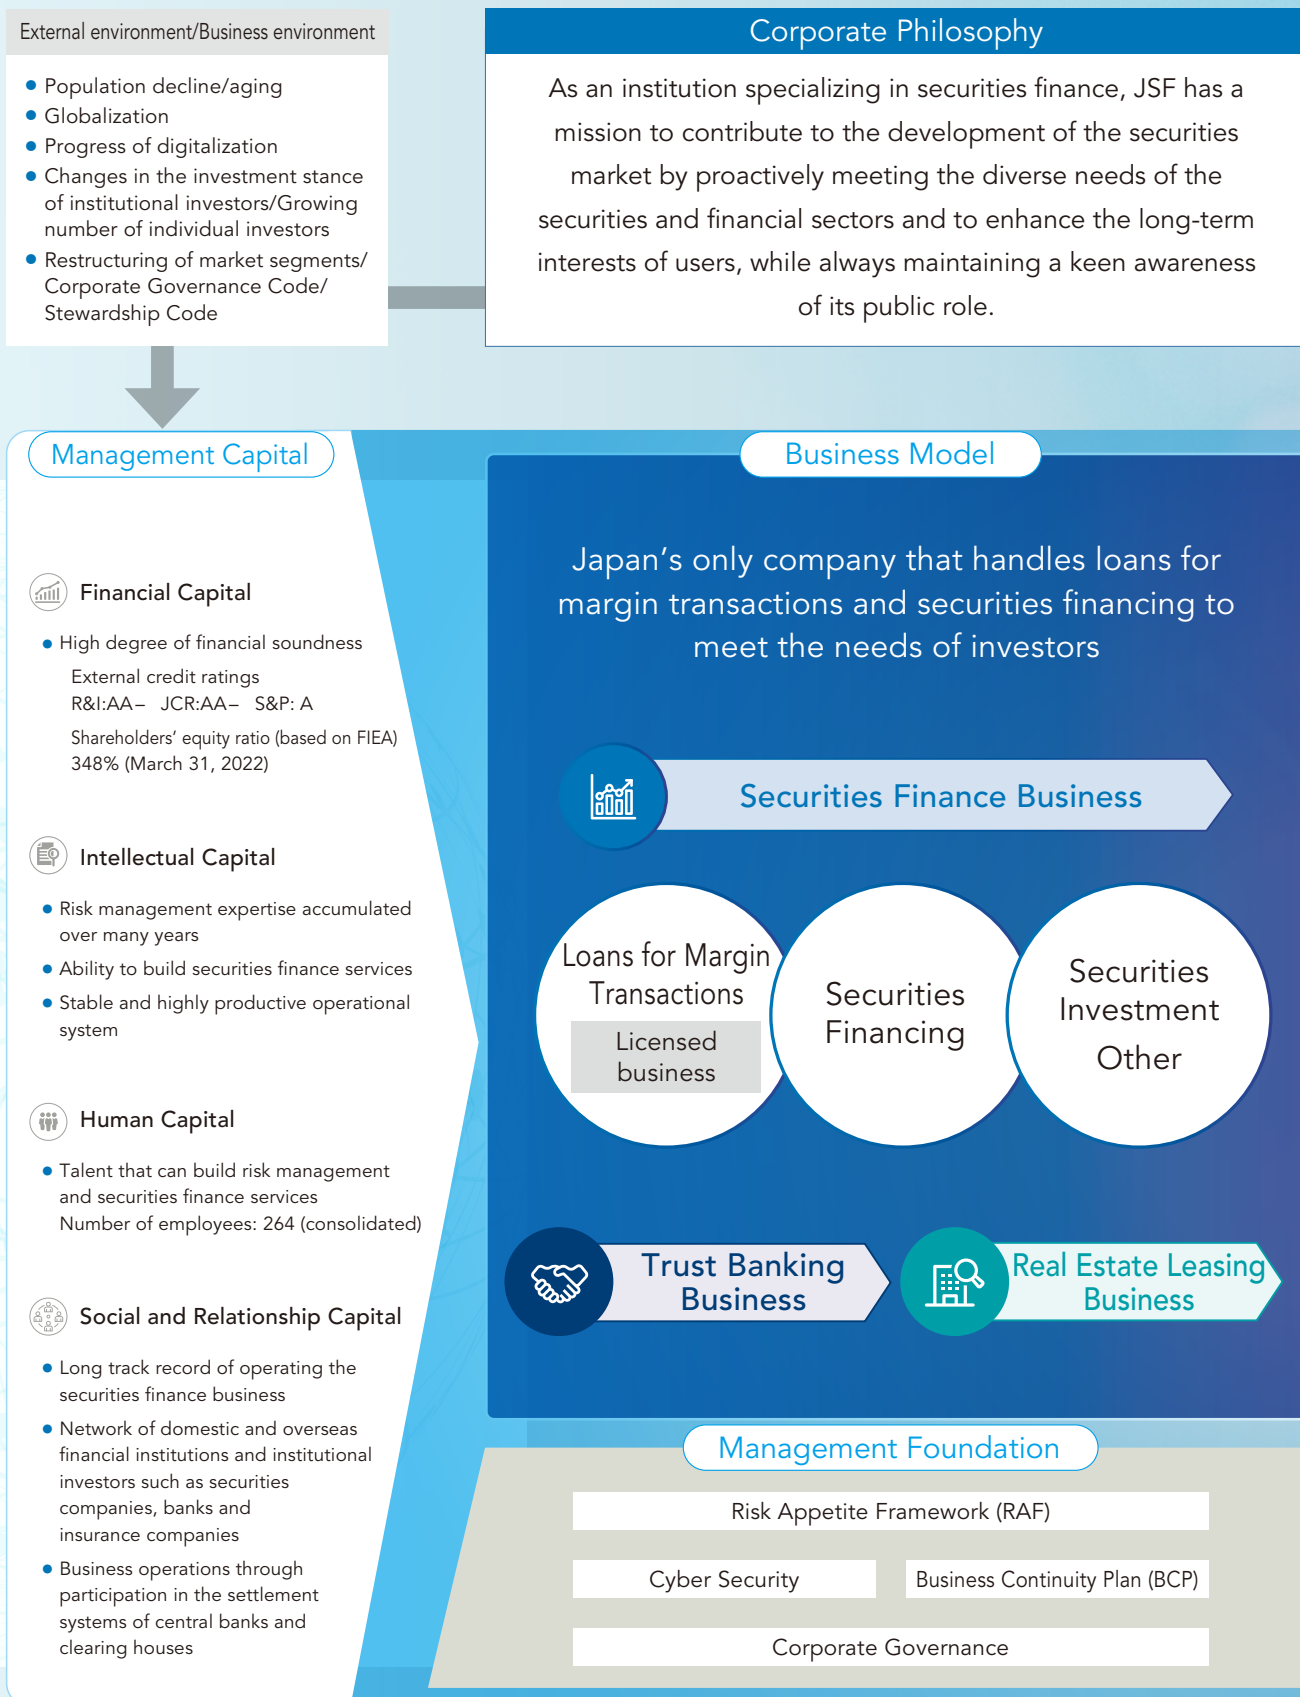 External environment/Business environment
• Population decline/aging
• Globalization
• Progress of digitalization
• Changes in the investment stance
of institutional investors/Growing
number of individual investors
• Restructuring of market segments/
Corporate Governance Code/
Stewardship Code
Corporate Philosophy
As an institution specializing in securities finance, JSF has a
mission to contribute to the development of the securities
market by proactively meeting the diverse needs of the
securities and financial sectors and to enhance the long-term
interests of users, while always maintaining a keen awareness
of its public role.
Management Capital
Financial Capital
• High degree of financial soundness
External credit ratings
R&I:AA– JCR:AA– S&P: A
Shareholders' equity ratio (based on FIEA)
348% (March 31, 2022)
Intellectual Capital
• Risk management expertise accumulated
over many years
• Ability to build securities finance services
• Stable and highly productive operational
system
Human Capital
• Talent that can build risk management
and securities finance services
Number of employees: 264 (consolidated)
Social and Relationship Capital
• Long track record of operating the
securities finance business
• Network of domestic and overseas
financial institutions and institutional
investors such as securities
companies, banks and
insurance companies
• Business operations through
participation in the settlement
systems of central banks and
clearing houses
Business Model
Japan's only company that handles loans for
margin transactions and securities financing to
meet the needs of investors
Securities Finance Business
Loans for Margin
Transactions
Licensed
business
Securities
Financing
Securities
Investment
Other
Trust Banking
Business
Real Estate Leasing
Business
Management Foundation
Risk Appetite Framework (RAF)
Cyber Security
Business Continuity Plan (BCP)
Corporate Governance